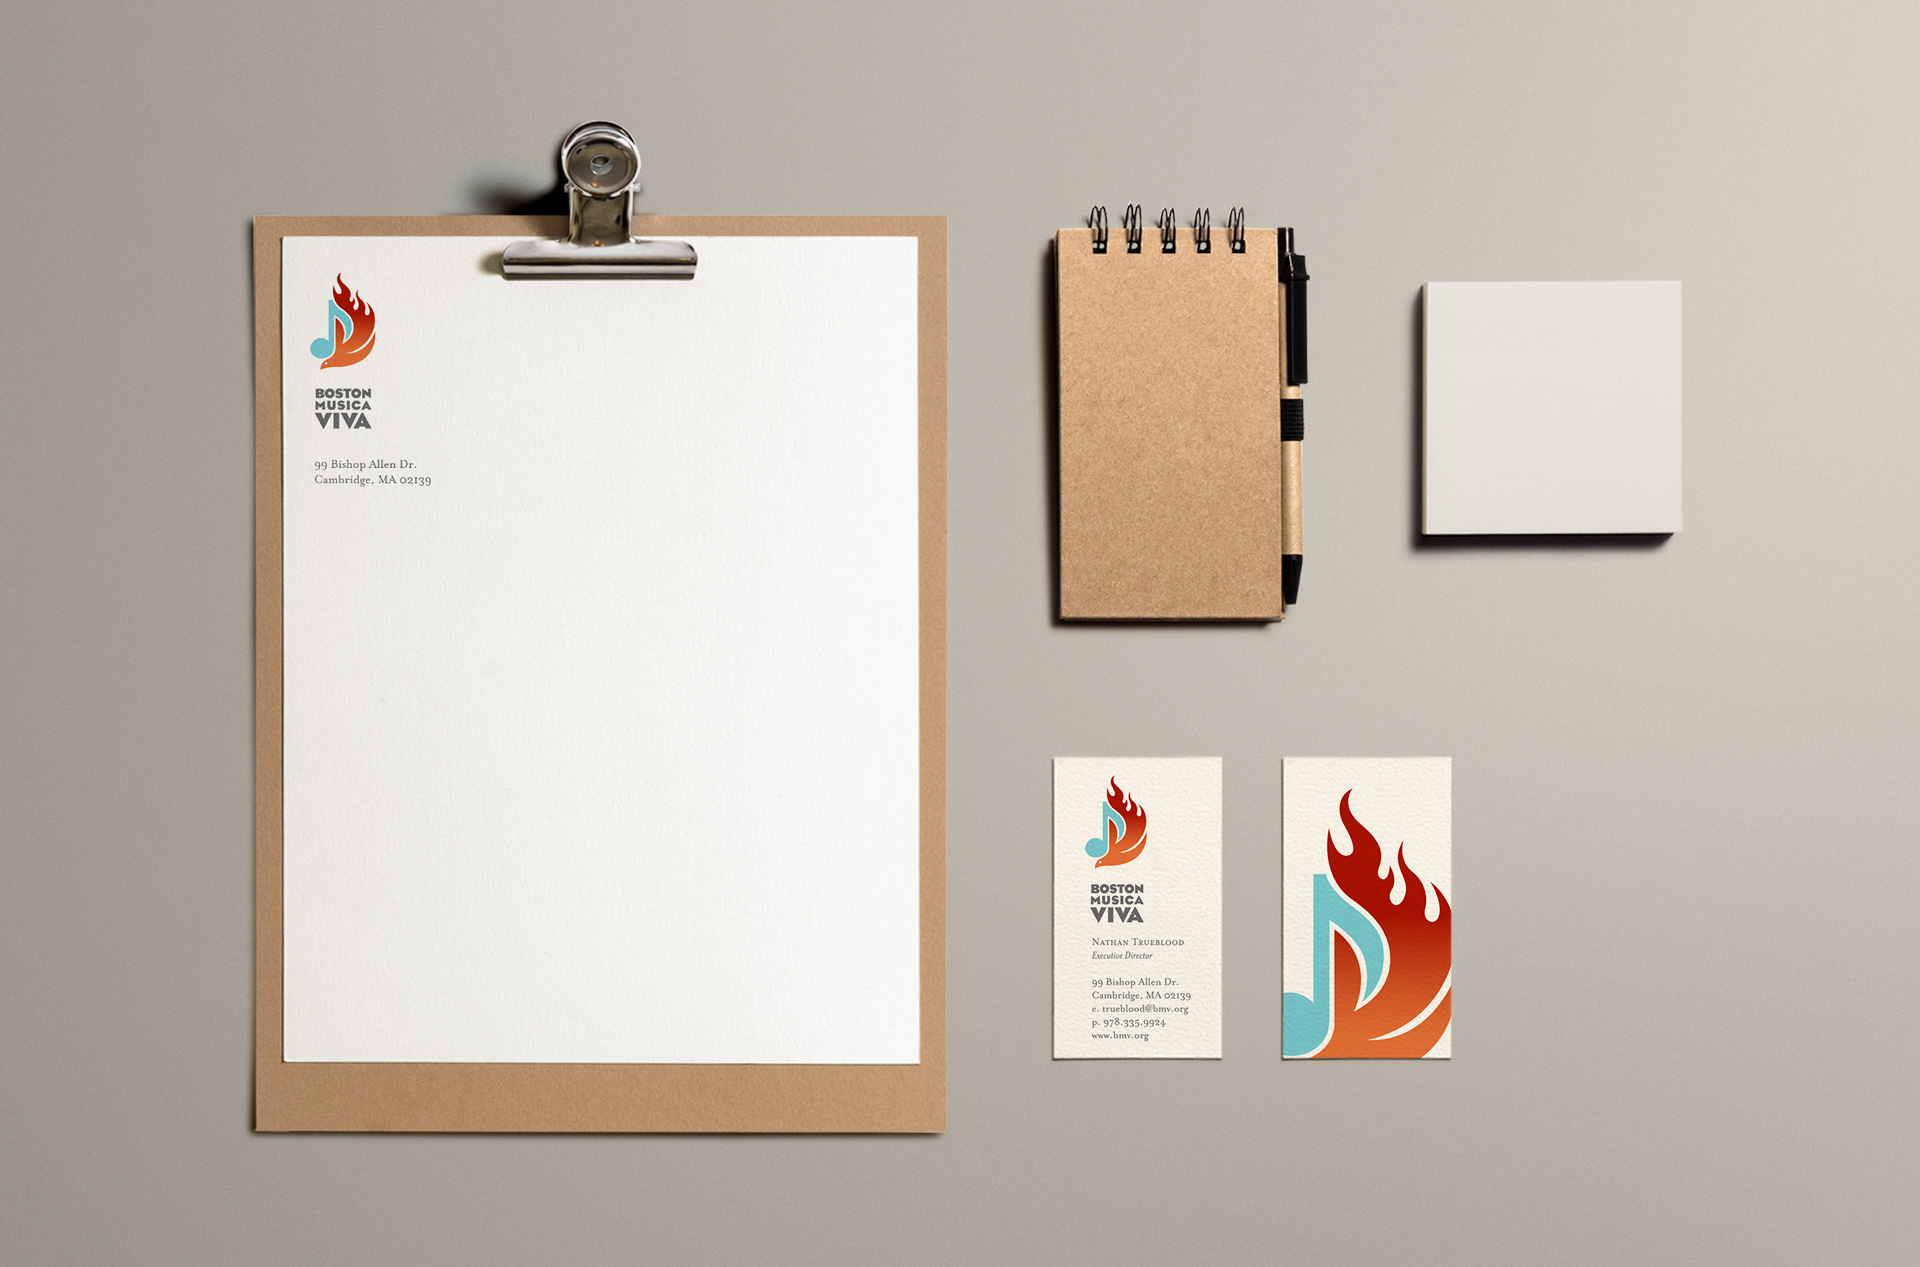 BOSTON
MUSICA
VIVA
99 Bishop Allen Dr.
Cambridge, MA 02139
BOSTON
MUSICA
VIVA
Nathan Trueblood
Executive Director
99 Bishop Allen Dr.
Cambridge, MA 02139
e. trueblood@bmv.org
p. 978.335.9924
www.bmv.org